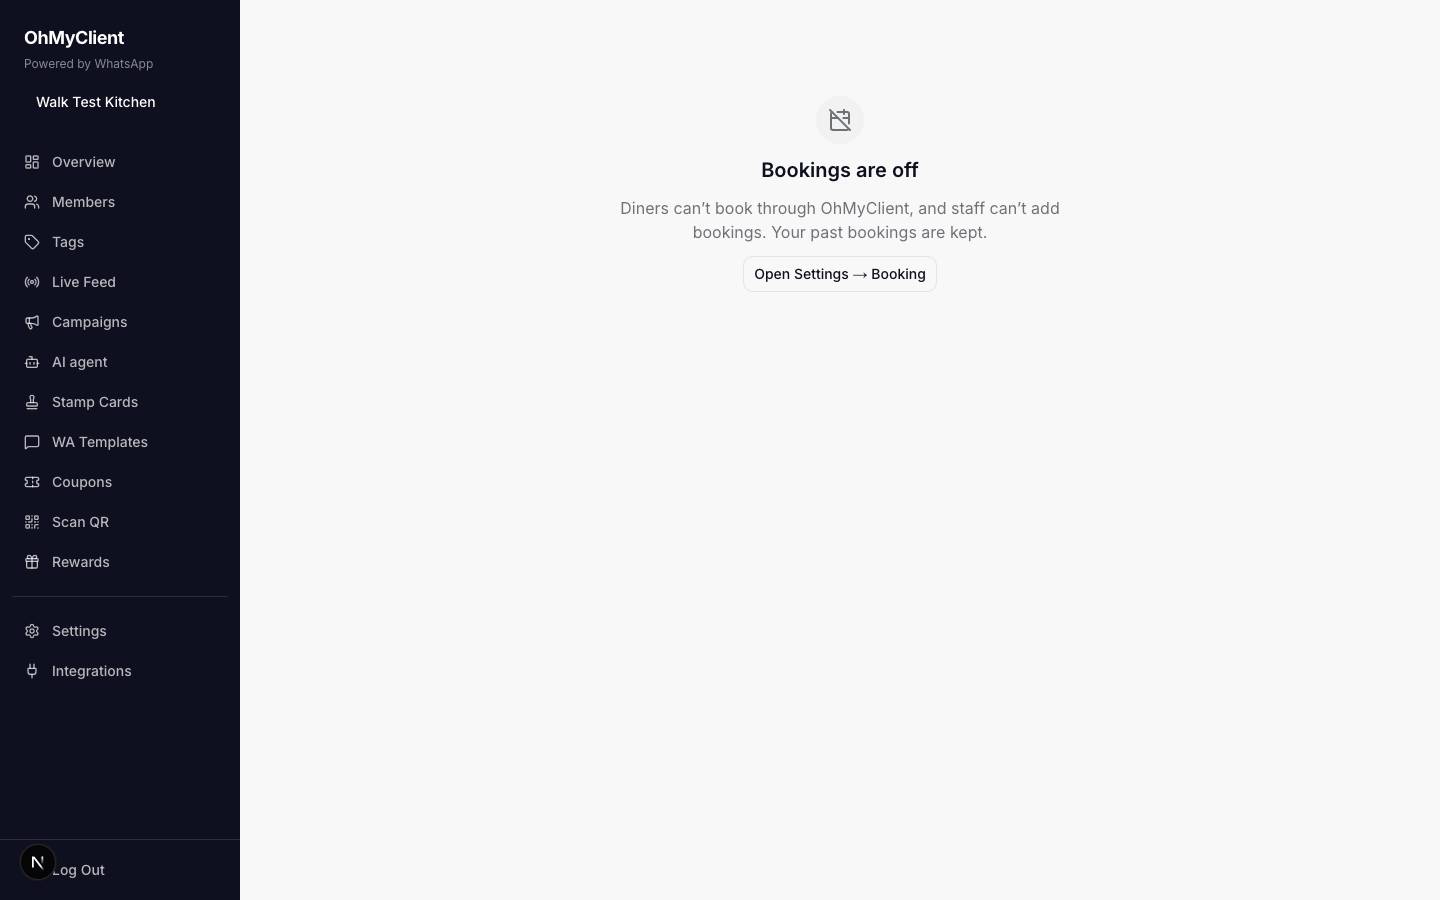 OhMyClient
Powered by WhatsApp
Walk Test Kitchen
Overview
Members
Tags
Live Feed
Campaigns
AI agent
Stamp Cards
WA Templates
Coupons
Scan QR
Rewards
Settings
Integrations
N
Log Out
Bookings are off
Diners can’t book through OhMyClient, and staff can’t add
bookings. Your past bookings are kept.
Open Settings → Booking